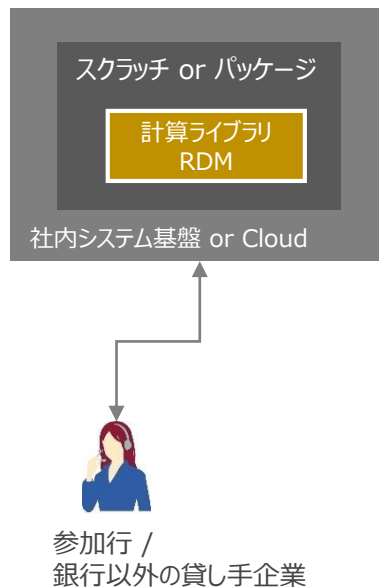 スクラッチ or パッケージ
計算ライブラリ
RDM
社内システム基盤 or Cloud
参加行 /
銀行以外の貸し手企業